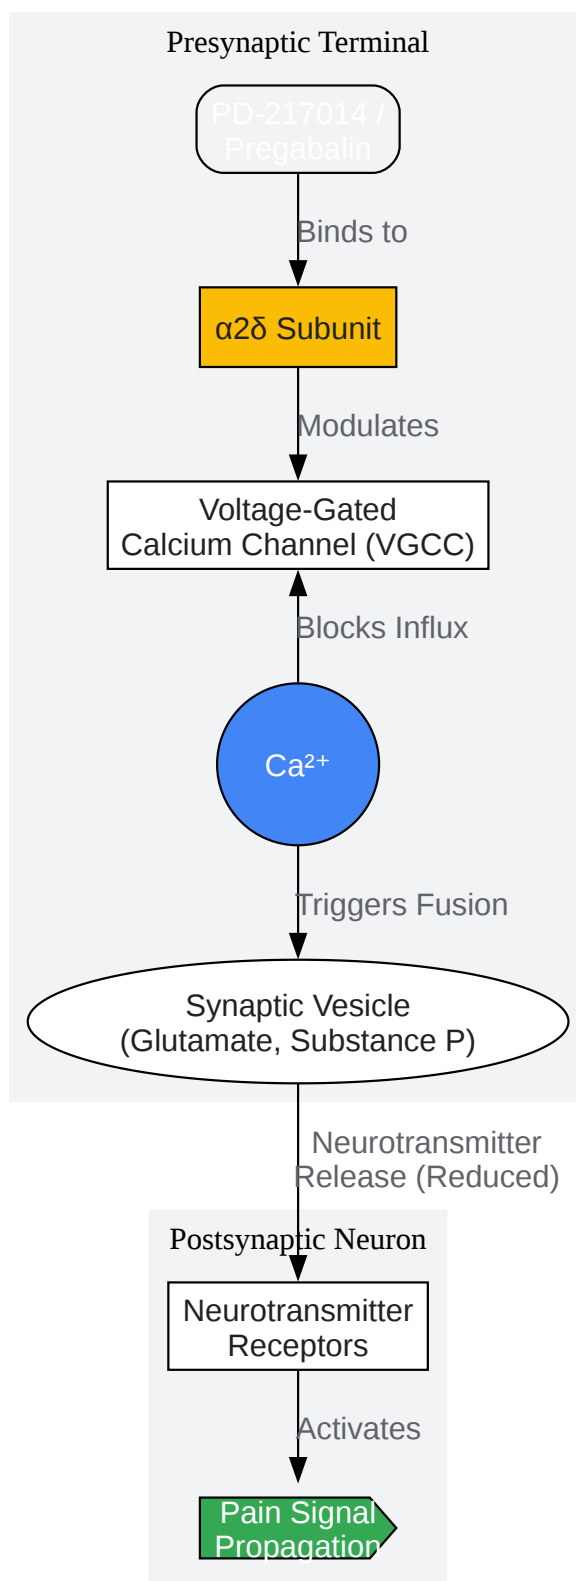 Presynaptic Terminal
PD-217014 /
Pregabalin
Binds to
α2δ Subunit
Modulates
Voltage-Gated
Calcium Channel (VGCC)
Blocks Influx
Ca²⁺
Triggers Fusion
Synaptic Vesicle
(Glutamate, Substance P)
Neurotransmitter
Release (Reduced)
Postsynaptic Neuron
Neurotransmitter
Receptors
Activates
Pain Signal
Propagation